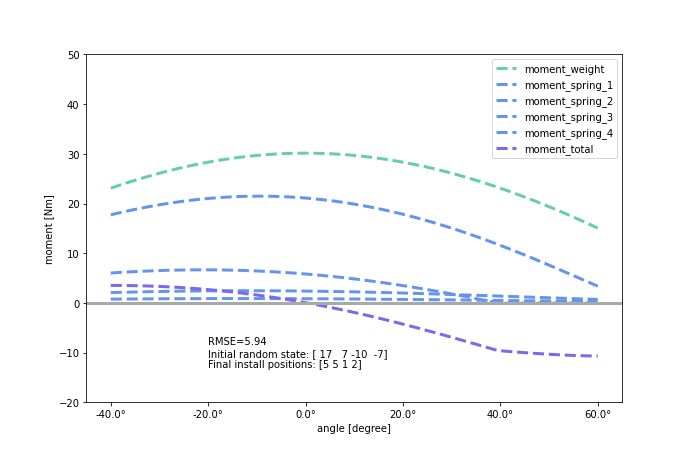 50
40
30
20
10
0
−10
−20
moment [Nm]
moment_weight
moment_spring_1
moment_spring_2
moment_spring_3
moment_spring_4
moment_total
RMSE=5.94
Initial random state: [ 17   7 -10  -7]
Final install positions: [5 5 1 2]
-40.0° -20.0° 0.0° 20.0° 40.0° 60.0°
angle [degree]